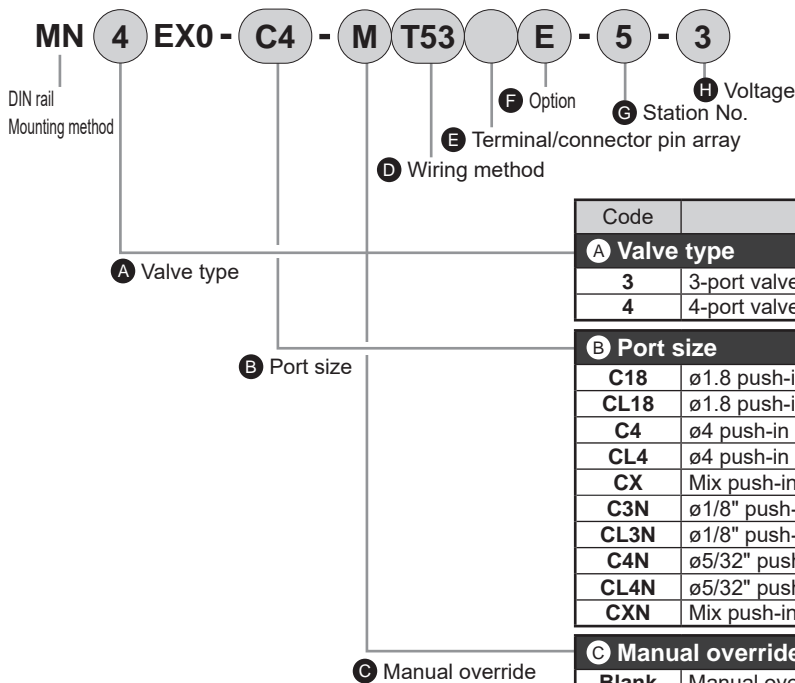 MN 4 EX0 - C4 - M T53 E - 5 - 3
DIN rail
Mounting method
F Option
G Station No.
H Voltage
E Terminal/connector pin array
D Wiring method
A Valve type
B Port size
C Manual override
Code
A Valve type
3 3-port valve
4 4-port valve
B Port size
C18 ø1.8 push-i
CL18 ø1.8 push-i
C4 ø4 push-in
CL4 ø4 push-in
CX Mix push-in
C3N ø1/8" push-
CL3N ø1/8" push-
C4N ø5/32" push
CL4N ø5/32" push
CXN Mix push-in
C Manual override
Blank Manual over